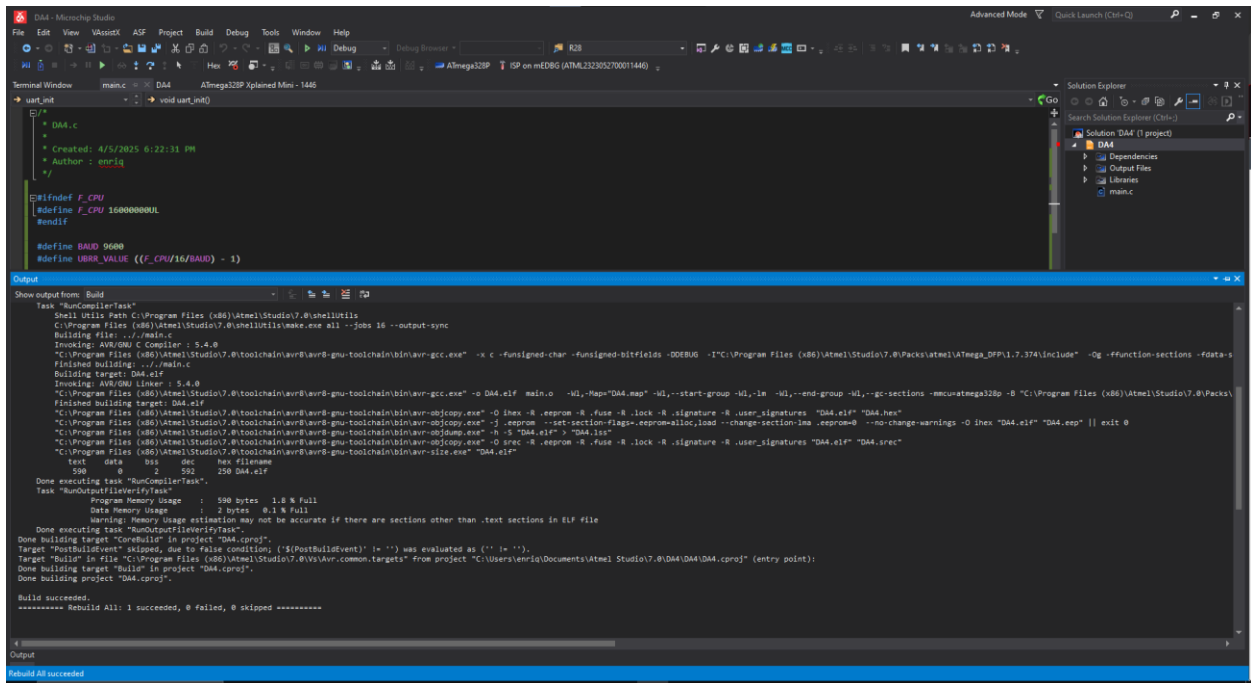 DA4 - Microchip Studio
Advanced Mode
Quick Launch (Ctrl+Q)
File Edit View VAssistX ASF Project Build Debug Tools Window Help
Debug
Debug Browser
R28
Hex
ATmega328P
ISP on mEDBG (ATML2323052700011446)
Terminal Window main.c DA4 ATmega328P Xplained Mini - 1446
uart_init
void uart_init()
Go
/*
* DA4.c
*
* Created: 4/5/2025 6:22:31 PM
* Author : enriq
*/
#ifndef F_CPU
#define F_CPU 16000000UL
#endif
#define BAUD 9600
#define UBRR_VALUE ((F_CPU/16/BAUD) - 1)
Solution Explorer
Search Solution Explorer (Ctrl+;)
Solution 'DA4' (1 project)
DA4
Dependencies
Output Files
Libraries
main.c
Output
Show output from: Build
Task "RunCompilerTask"
Shell Utils Path C:\Program Files (x86)\Atmel\Studio\7.0\shellUtils
C:\Program Files (x86)\Atmel\Studio\7.0\shellUtils\make.exe all --jobs 16 --output-sync
Building file: .././main.c
Invoking: AVR/GNU C Compiler : 5.4.0
"C:\Program Files (x86)\Atmel\Studio\7.0\toolchain\avr8\avr8-gnu-toolchain\bin\avr-gcc.exe" -x c -funsigned-char -funsigned-bitfields -DDEBUG -I"C:\Program Files (x86)\Atmel\Studio\7.0\Packs\atmel\ATmega_DFP\1.7.374\include" -Og -ffunction-sections -fdata-s
Finished building: .././main.c
Building target: DA4.elf
Invoking: AVR/GNU Linker : 5.4.0
"C:\Program Files (x86)\Atmel\Studio\7.0\toolchain\avr8\avr8-gnu-toolchain\bin\avr-gcc.exe" -o DA4.elf main.o -Wl,-Map="DA4.map" -Wl,--start-group -Wl,-lm -Wl,--end-group -Wl,--gc-sections -mmcu=atmega328p -B "C:\Program Files (x86)\Atmel\Studio\7.0\Packs\
Finished building target: DA4.elf
"C:\Program Files (x86)\Atmel\Studio\7.0\toolchain\avr8\avr8-gnu-toolchain\bin\avr-objcopy.exe" -O ihex -R .eeprom -R .fuse -R .lock -R .signature -R .user_signatures "DA4.elf" "DA4.hex"
"C:\Program Files (x86)\Atmel\Studio\7.0\toolchain\avr8\avr8-gnu-toolchain\bin\avr-objcopy.exe" -j .eeprom --set-section-flags=.eeprom=alloc,load --change-section-lma .eeprom=0 --no-change-warnings -O ihex "DA4.elf" "DA4.eep" || exit 0
"C:\Program Files (x86)\Atmel\Studio\7.0\toolchain\avr8\avr8-gnu-toolchain\bin\avr-objdump.exe" -h -S "DA4.elf" > "DA4.lss"
"C:\Program Files (x86)\Atmel\Studio\7.0\toolchain\avr8\avr8-gnu-toolchain\bin\avr-objcopy.exe" -O srec -R .eeprom -R .fuse -R .lock -R .signature -R .user_signatures "DA4.elf" "DA4.srec"
"C:\Program Files (x86)\Atmel\Studio\7.0\toolchain\avr8\avr8-gnu-toolchain\bin\avr-size.exe" "DA4.elf"
text data bss dec hex filename
590 0 2 592 250 DA4.elf
Done executing task "RunCompilerTask".
Task "RunOutputFileVerifyTask"
Program Memory Usage : 590 bytes 1.8 % Full
Data Memory Usage : 2 bytes 0.1 % Full
Warning: Memory Usage estimation may not be accurate if there are sections other than .text sections in ELF file
Done executing task "RunOutputFileVerifyTask".
Done building target "CoreBuild" in project "DA4.cproj".
Target "PostBuildEvent" skipped, due to false condition; ('$(PostBuildEvent)' != '') was evaluated as ('' != '').
Target "Build" in file "C:\Program Files (x86)\Atmel\Studio\7.0\Vs\Avr.common.targets" from project "C:\Users\enriq\Documents\Atmel Studio\7.0\DA4\DA4\DA4.cproj" (entry point):
Done building target "Build" in project "DA4.cproj".
Done building project "DA4.cproj".
Build succeeded.
========== Rebuild All: 1 succeeded, 0 failed, 0 skipped ==========
Output
Rebuild All succeeded